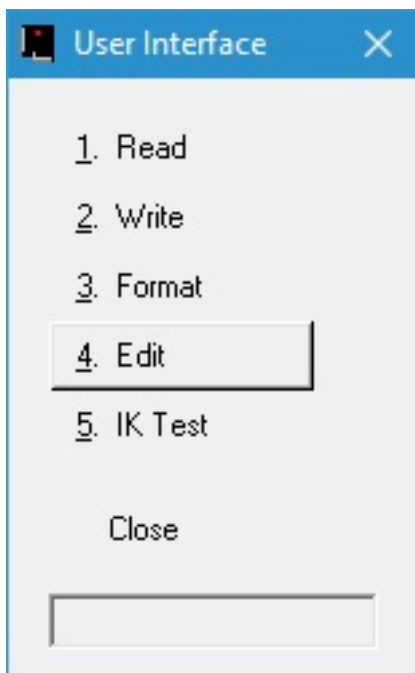 User Interface
1. Read
2. Write
3. Format
4. Edit
5. IK Test
Close